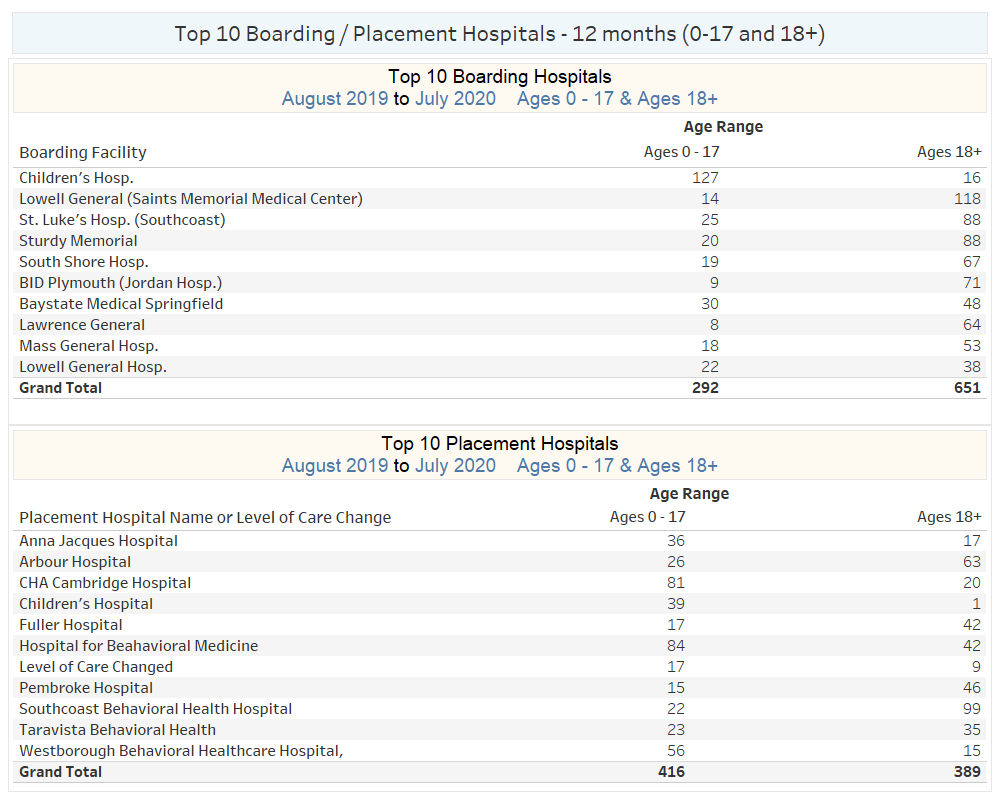 Top 10 Boarding / Placement Hospitals - 12 months (0-17 and 18+)
Top 10 Boarding Hospitals
August 2019 to July 2020 Ages 0 - 17 & Ages 18+
Age Range
Boarding Facility Ages 0 - 17 Ages 18+
Children's Hosp. 127 16
Lowell General (Saints Memorial Medical Center) 14 118
St. Luke's Hosp. (Southcoast) 25 88
Sturdy Memorial 20 88
South Shore Hosp. 19 67
BID Plymouth (Jordan Hosp.) 9 71
Baystate Medical Springfield 30 48
Lawrence General 8 64
Mass General Hosp. 18 53
Lowell General Hosp. 22 38
Grand Total 292 651
Top 10 Placement Hospitals
August 2019 to July 2020 Ages 0 - 17 & Ages 18+
Age Range
Placement Hospital Name or Level of Care Change Ages 0 - 17 Ages 18+
Anna Jacques Hospital 36 17
Arbour Hospital 26 63
CHA Cambridge Hospital 81 20
Children's Hospital 39 1
Fuller Hospital 17 42
Hospital for Beahavioral Medicine 84 42
Level of Care Changed 17 9
Pembroke Hospital 15 46
Southcoast Behavioral Health Hospital 22 99
Taravista Behavioral Health 23 35
Westborough Behavioral Healthcare Hospital, 56 15
Grand Total 416 389